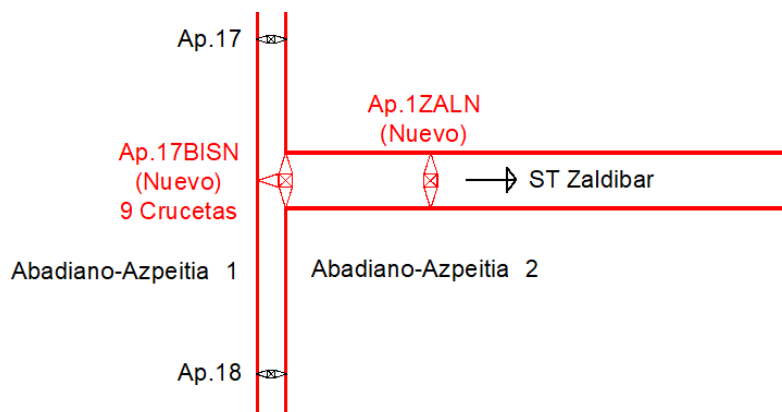 Ap.17
Ap.1ZALN
(Nuevo)
Ap.17BISN
(Nuevo)
9 Crucetas
ST Zaldibar
Abadiano-Azpeitia 1
Abadiano-Azpeitia 2
Ap.18